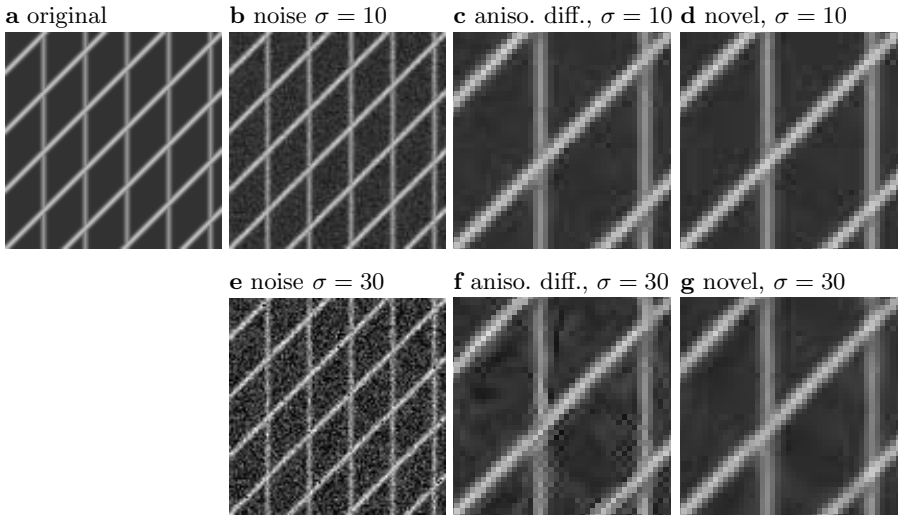 a original
b noise σ = 10
c aniso. diff., σ = 10
d novel, σ = 10
e noise σ = 30
f aniso. diff., σ = 30
g novel, σ = 30